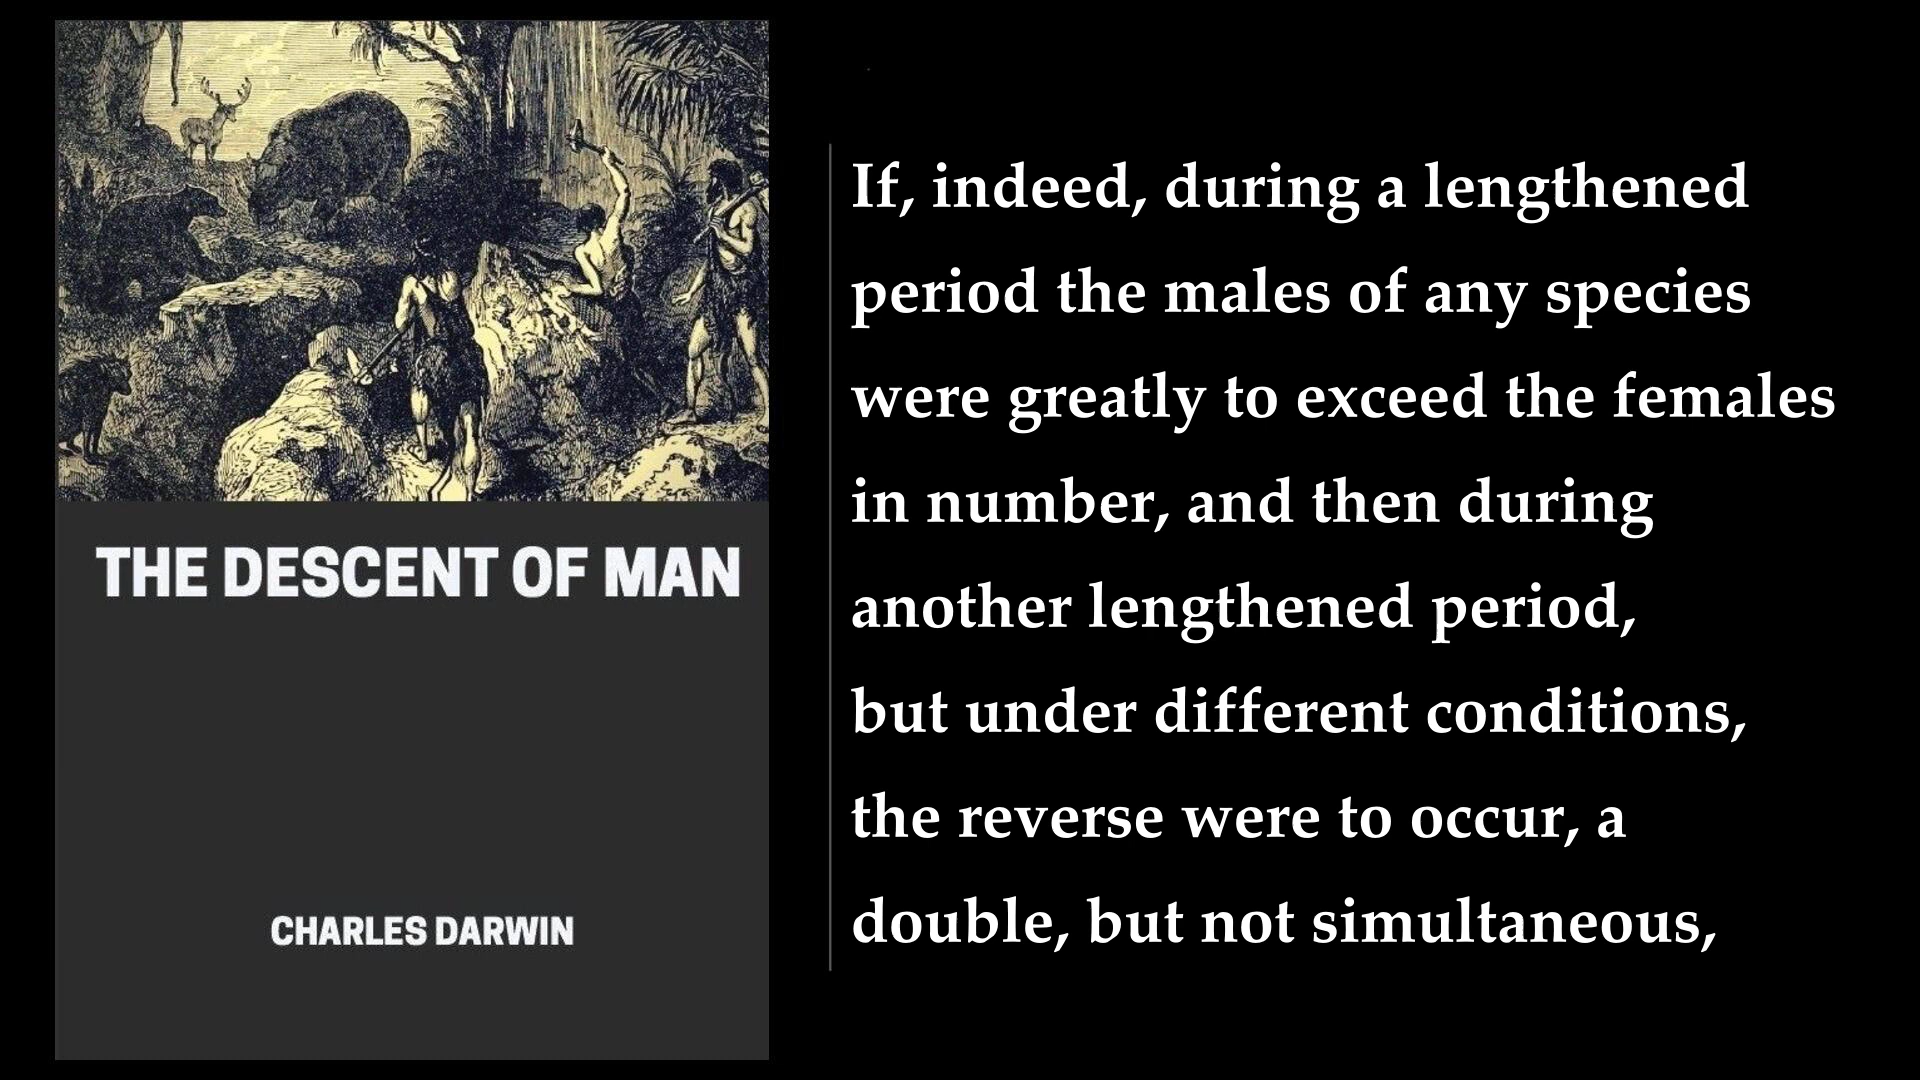 THE DESCENT OF MAN
CHARLES DARWIN
If, indeed, during a lengthened
period the males of any species
were greatly to exceed the females
in number, and then during
another lengthened period,
but under different conditions,
the reverse were to occur, a
double, but not simultaneous,